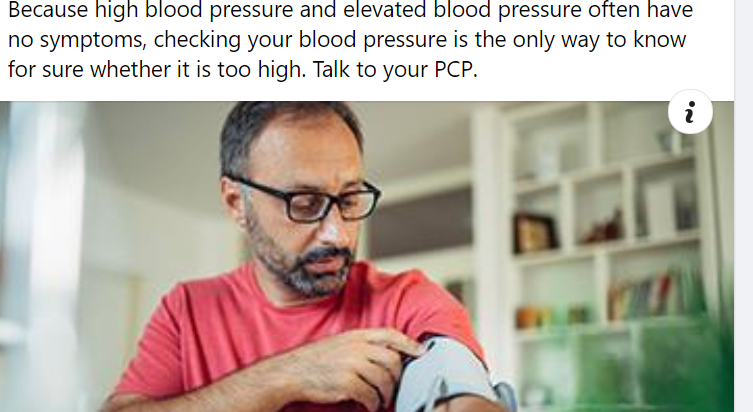 Because high blood pressure and elevated blood pressure often have
no symptoms, checking your blood pressure is the only way to know
for sure whether it is too high. Talk to your PCP.
i